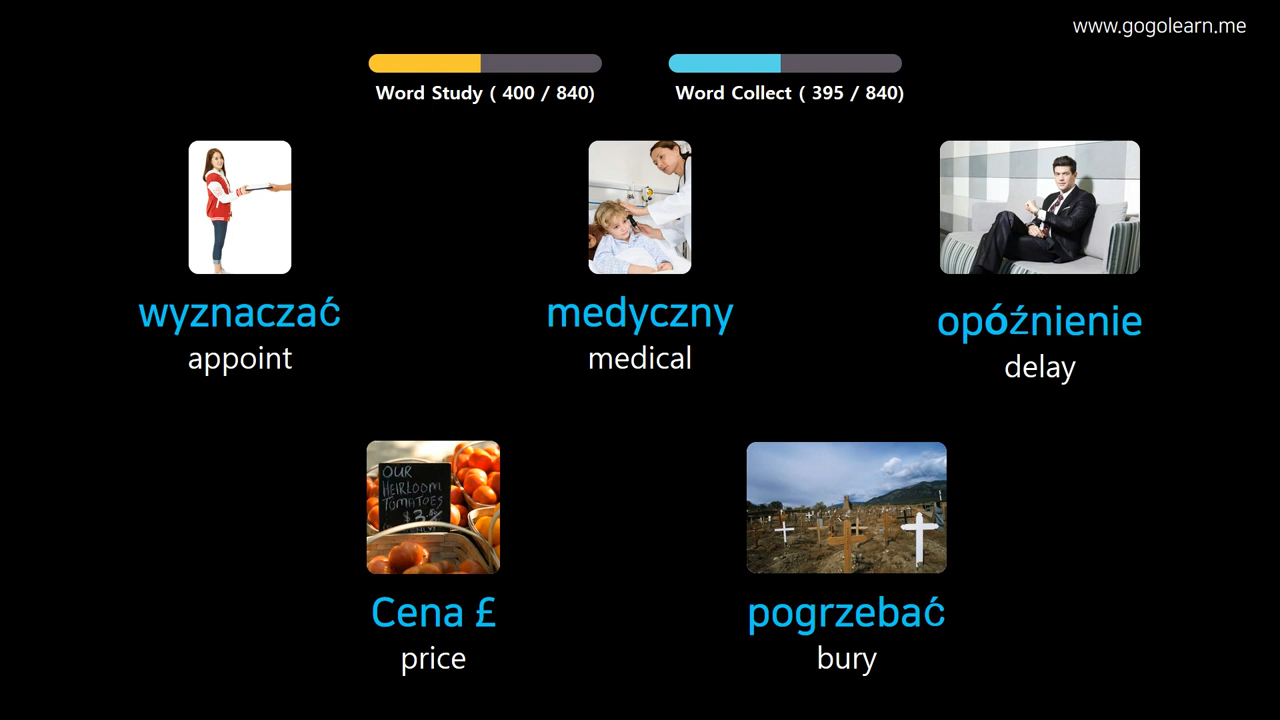 www.gogolearn.me
Word Study ( 400 / 840)
Word Collect ( 395 / 840)
wyznaczać
appoint
medyczny
medical
opóźnienie
delay
OUR
HEIRLOOM
TOMATOES
Cena £
price
pogrzebać
bury